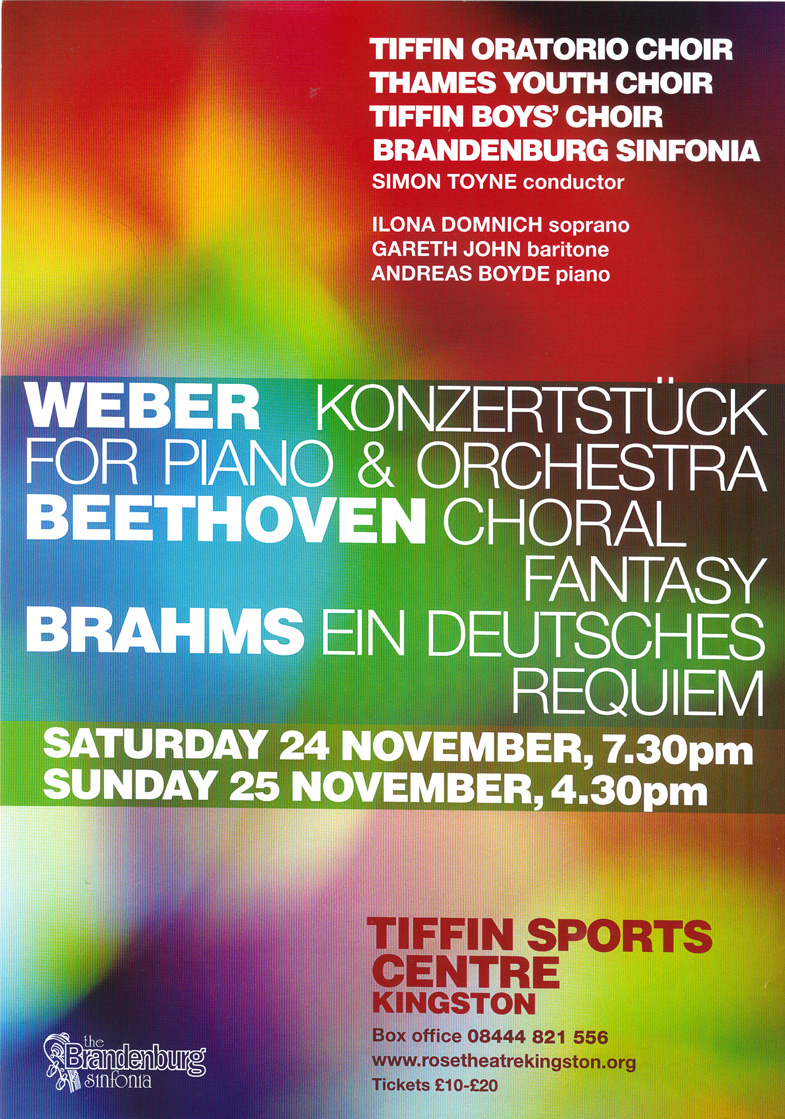 TIFFIN ORATORIO CHOIR
THAMES YOUTH CHOIR
TIFFIN BOYS' CHOIR
BRANDENBURG SINFONIA
SIMON TOYNE conductor
ILONA DOMNICH soprano
GARETH JOHN baritone
ANDREAS BOYDE piano
WEBER KONZERTSTÜCK
FOR PIANO & ORCHESTRA
BEETHOVEN CHORAL
FANTASY
BRAHMS EIN DEUTSCHES
REQUIEM
SATURDAY 24 NOVEMBER, 7.30pm
SUNDAY 25 NOVEMBER, 4.30pm
TIFFIN SPORTS
CENTRE
KINGSTON
Box office 08444 821 556
www.rosetheatrekingston.org
Tickets £10-£20
the
Brandenburg
sinfonia